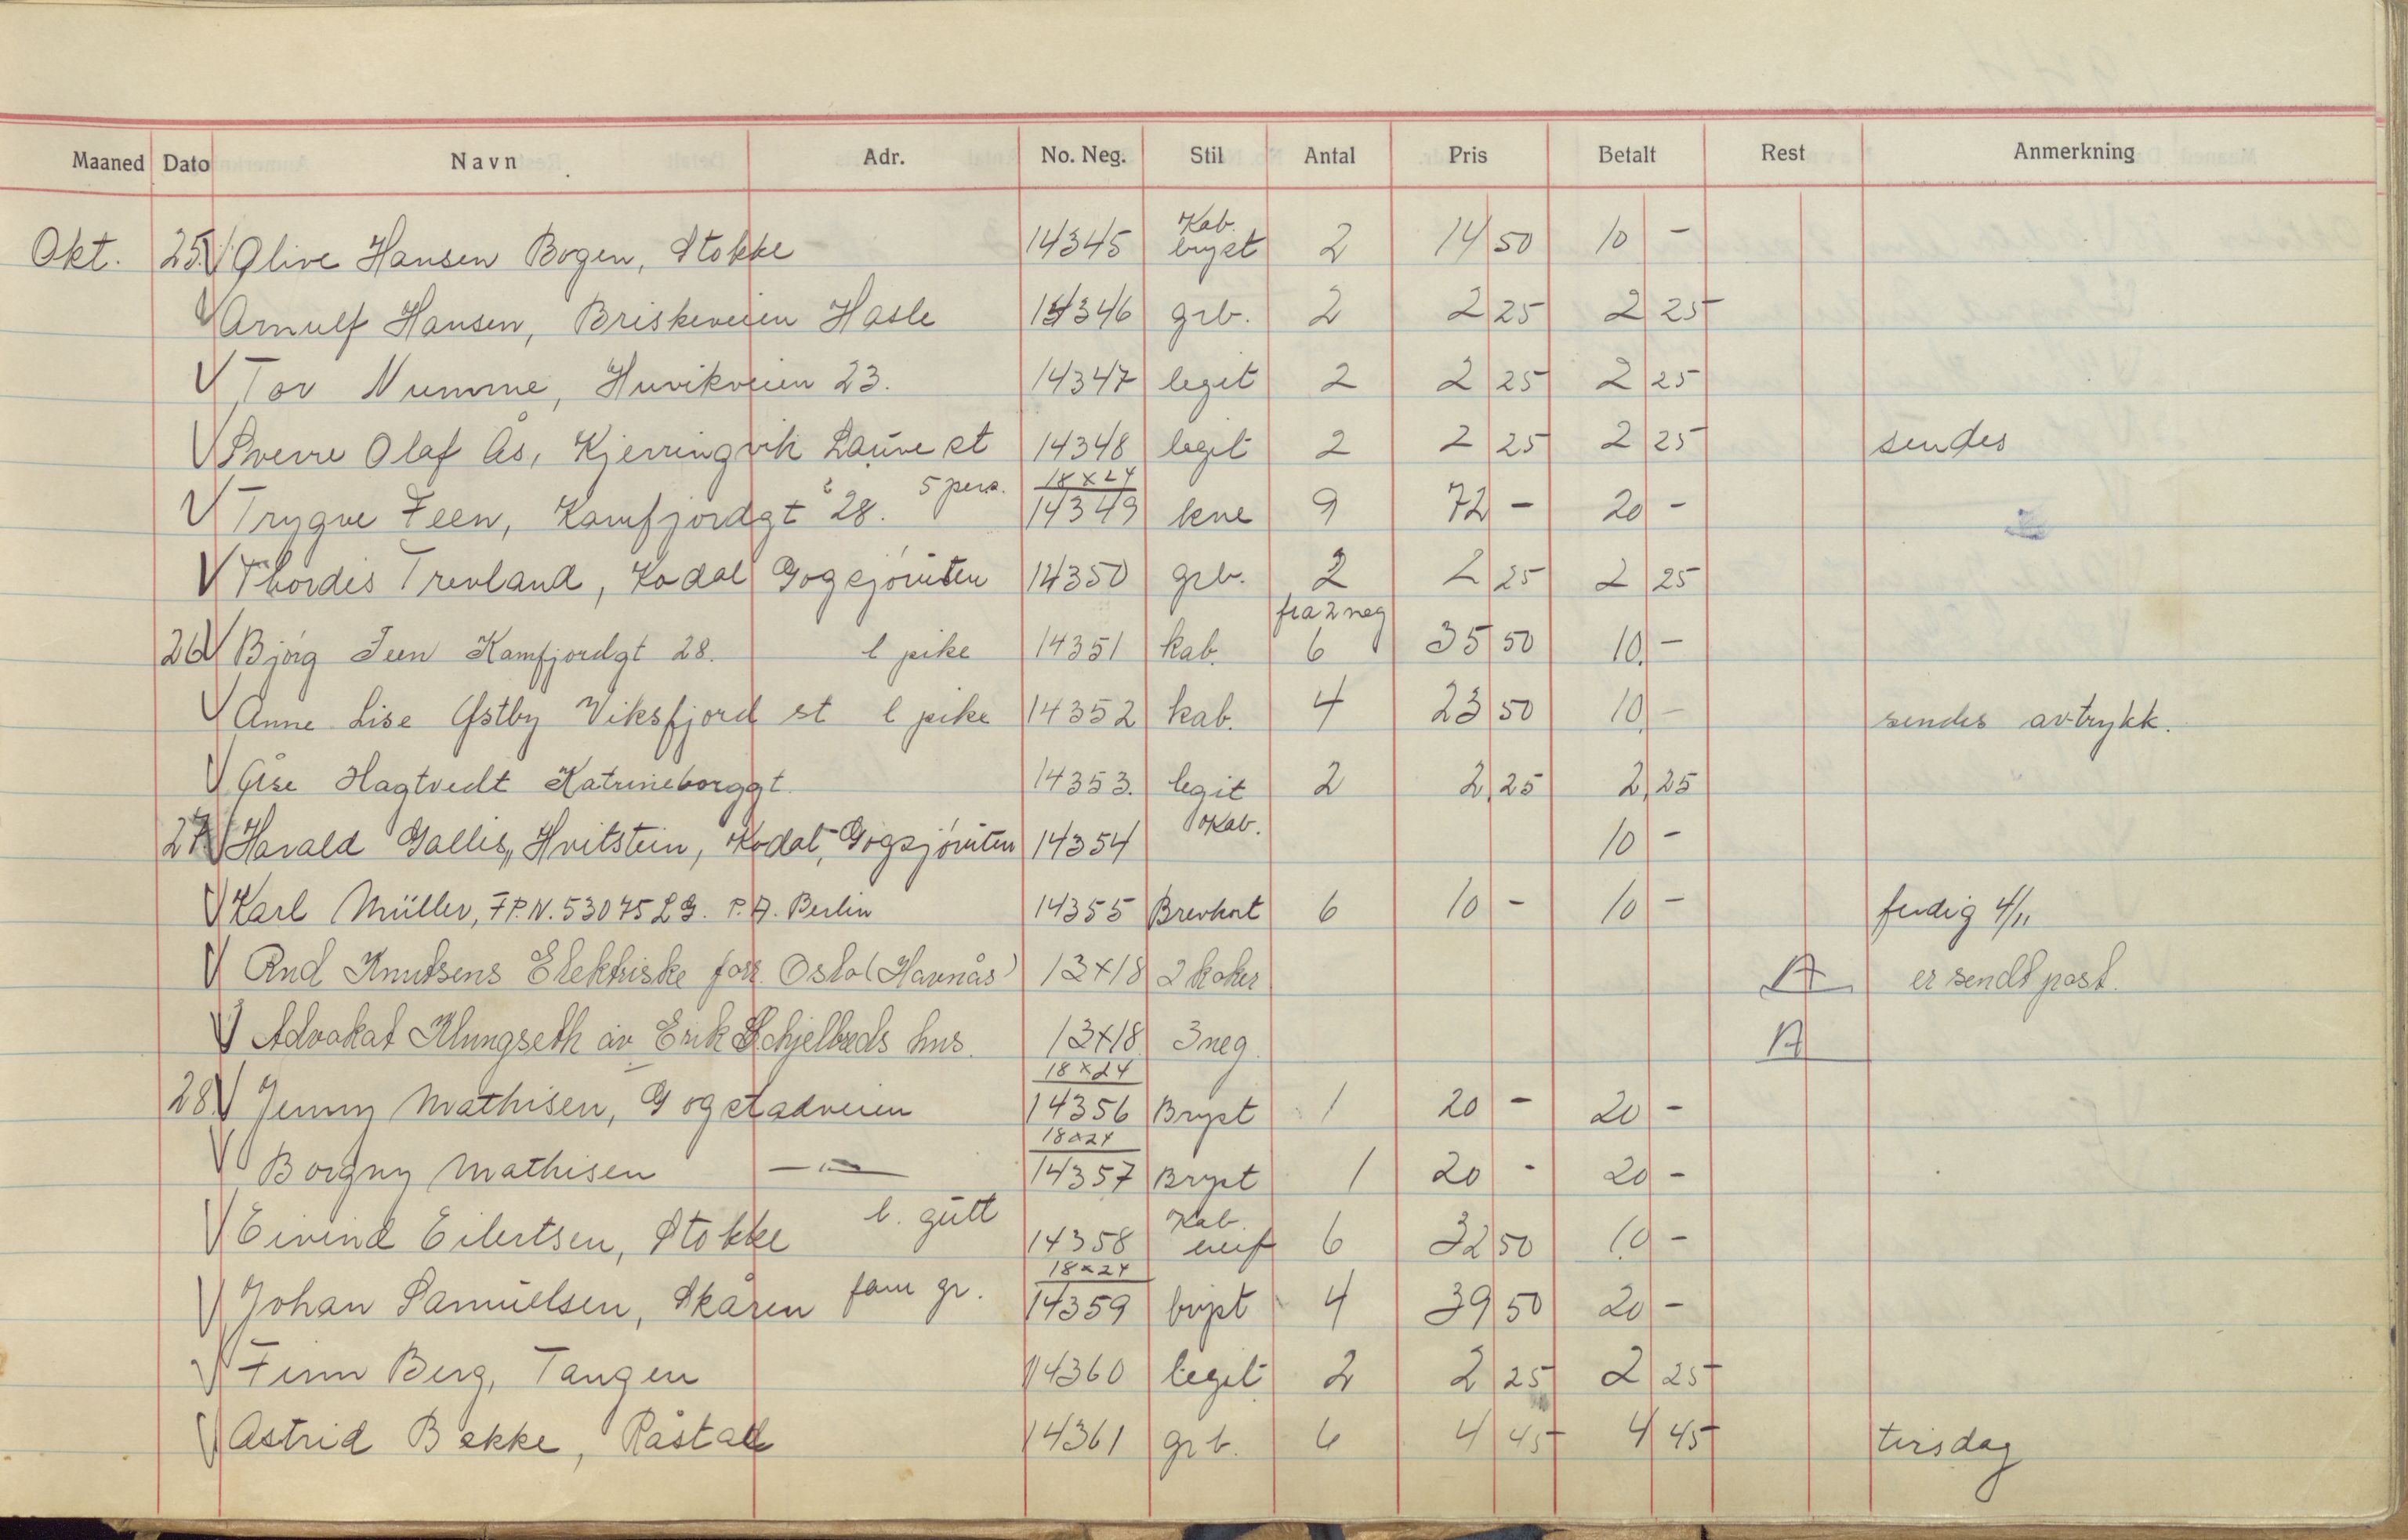 Maaned Dato Navn Adr. No. Neg. Stil Antal Pris Betalt Rest Anmerkning
Okt. 25. Olive Hansen Bogen, Stokke 14345 Kab. bryst 2 14 50 10 -
Arnulf Hansen, Briskeveien Hasle 14346 grb. 2 2 25 2 25
Tor Numme, Huvikveien 23. 14347 legit 2 2 25 2 25
Sverre Olaf Ås, Kjerringvik Lauve st 14348 legit 2 2 25 2 25 sendes
Trygve Feen, Kamfjordgt 28. 5 pers. 18x24 14349 kne 9 72 - 20 -
Thordis Trevland, Kodal Gogsjøruten 14350 grb. 2 2 25 2 25
26 Bjørg Feen Kamfjordgt 28. l pike 14351 kab. fra 2 neg 6 35 50 10. -
Anne Lise Østby Viksfjord st l pike 14352 kab. 4 23 50 10 - sendes avtrykk.
Åse Hagtvedt Katrineborggt. 14353. legit 2 2,25 2,25
27. Harald Gallis, Hvitstein, Kodal, Gogsjøruten 14354 Kab. 10 -
Karl Müller, F.P.N. 53075 L.G. P.A. Berlin 14355 Brevkort 6 10 - 10 - ferdig 4/11
Rnd Knutsens Elektriske forr. Oslo (Havnås) 13x18 2 koker A er sendt post.
Advokat Klungseth av Erik Schjelbreds hus. 13x18 3 neg. A
28. Jenny Mathisen, Gogstadveien 18x24 14356 Bryst 1 20 - 20 -
Borgny Mathisen —"— 18x24 14357 Bryst 1 20 - 20 -
Eivind Eilertsen, Stokke l. gutt 14358 Kab. 6 32 50 10 -
Johan Samuelsen, Skåren fam gr. 18x24 14359 bryst 4 39 50 20 -
Finn Berg, Tangen 14360 legit 2 2 25 2 25
Astrid Bekke, Råstad 14361 grb. 6 4 45 4 45 tirsdag